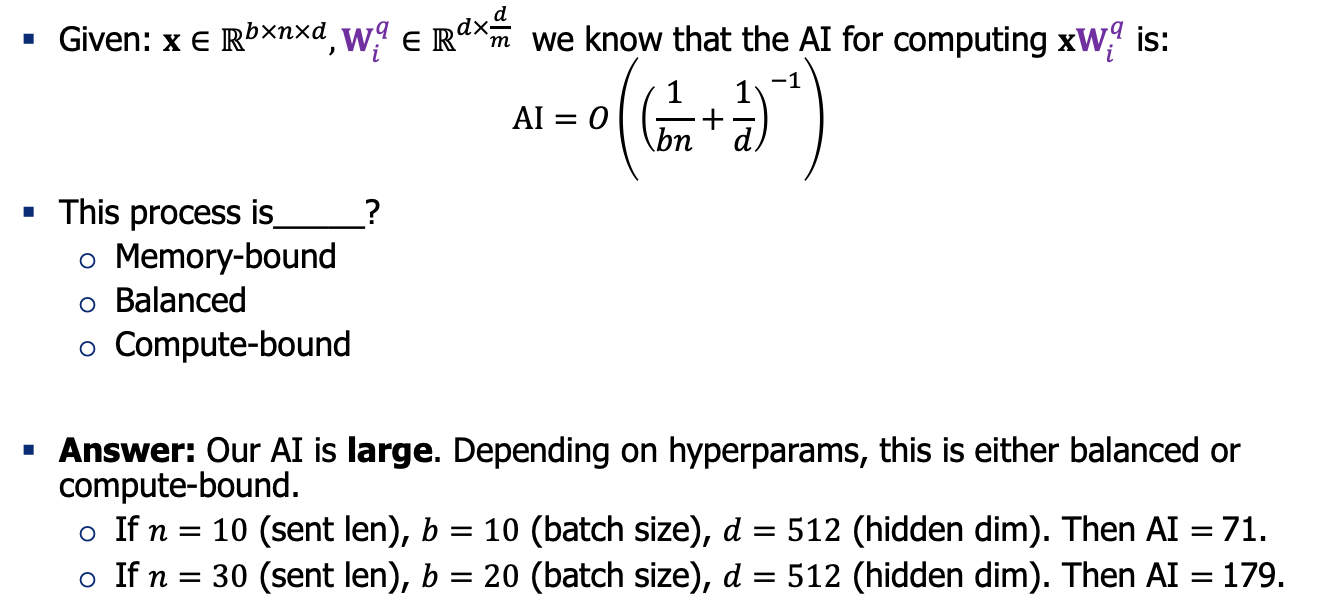 ▪ Given: x ∈ ℝ^{b×n×d}, W_i^q ∈ ℝ^{d×\frac{d}{m}} we know that the AI for computing xW_i^q is:
AI = O((\frac{1}{bn} + \frac{1}{d})^{-1})
▪ This process is_____?
o Memory-bound
o Balanced
o Compute-bound
▪ Answer: Our AI is large. Depending on hyperparams, this is either balanced or
compute-bound.
o If n = 10 (sent len), b = 10 (batch size), d = 512 (hidden dim). Then AI = 71.
o If n = 30 (sent len), b = 20 (batch size), d = 512 (hidden dim). Then AI = 179.